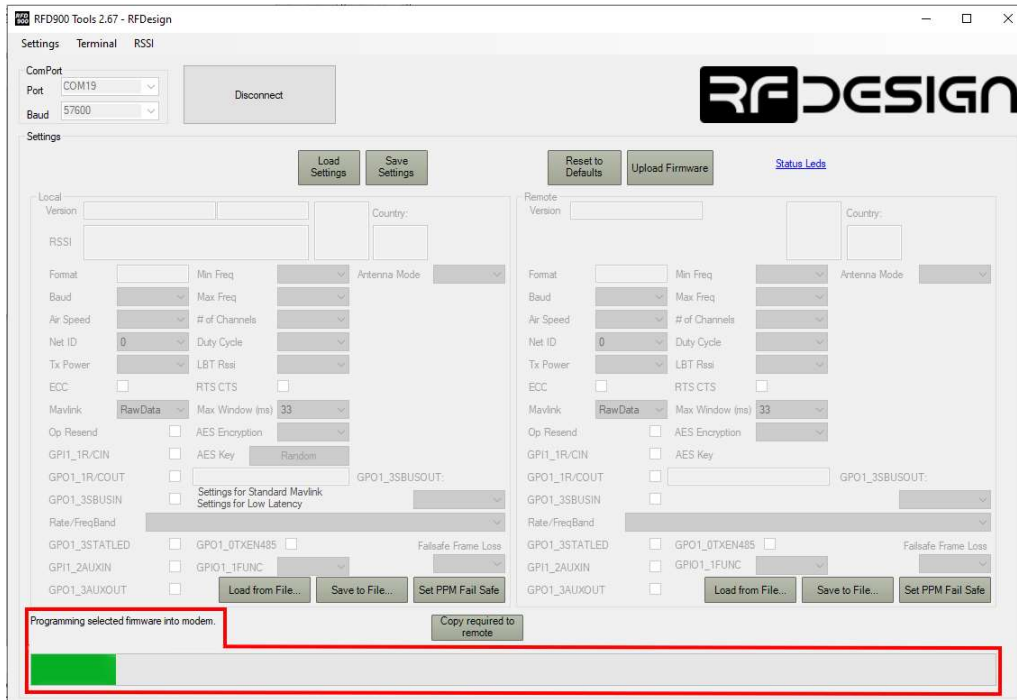 RFD900 Tools 2.67 - RFDesign
Settings Terminal RSSI
ComPort
Port COM19
Baud 57600
Disconnect
RFDESIGN
Settings
Load Settings
Save Settings
Reset to Defaults
Upload Firmware
Status Leds
Local
Version
Country:
RSSI
Format Min Freq Antenna Mode
Baud Max Freq
Air Speed # of Channels
Net ID 0 Duty Cycle
Tx Power LBT Rssi
ECC RTS CTS
Mavlink RawData Max Window (ms) 33
Op Resend AES Encryption
GPI1_1R/CIN AES Key Random
GPO1_1R/COUT GPO1_3SBUSOUT:
GPO1_3SBUSIN Settings for Standard Mavlink
Settings for Low Latency
Rate/FreqBand
GPO1_3STATLED GPO1_0TXEN485 Failsafe Frame Loss
GPI1_2AUXIN GPIO1_1FUNC
GPO1_3AUXOUT Load from File... Save to File... Set PPM Fail Safe
Remote
Version
Country:
Format Min Freq Antenna Mode
Baud Max Freq
Air Speed # of Channels
Net ID 0 Duty Cycle
Tx Power LBT Rssi
ECC RTS CTS
Mavlink RawData Max Window (ms) 33
Op Resend AES Encryption
GPI1_1R/CIN AES Key
GPO1_1R/COUT GPO1_3SBUSOUT:
GPO1_3SBUSIN
Rate/FreqBand
GPO1_3STATLED GPO1_0TXEN485 Failsafe Frame Loss
GPI1_2AUXIN GPIO1_1FUNC
GPO1_3AUXOUT Load from File... Save to File... Set PPM Fail Safe
Programming selected firmware into modem.
Copy required to
remote